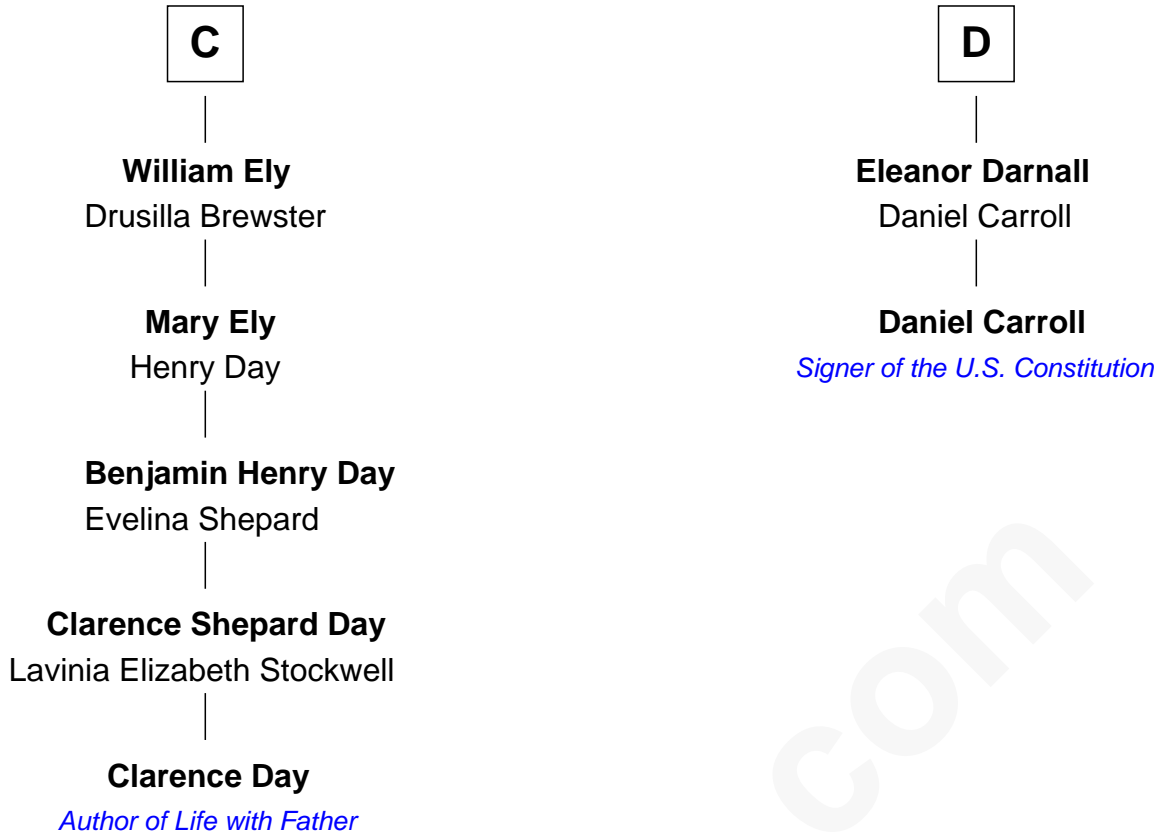 C
William Ely
Drusilla Brewster
Mary Ely
Henry Day
Benjamin Henry Day
Evelina Shepard
Clarence Shepard Day
Lavinia Elizabeth Stockwell
Clarence Day
Author of Life with Father
D
Eleanor Darnall
Daniel Carroll
Daniel Carroll
Signer of the U.S. Constitution
com